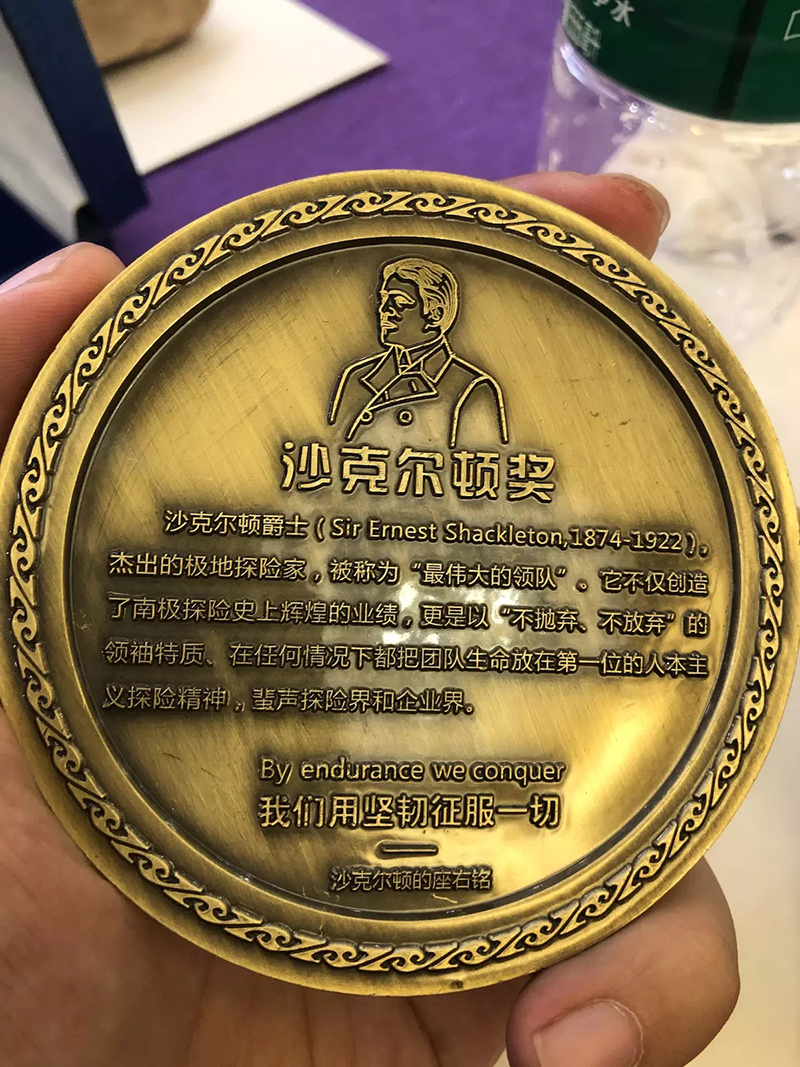 净水
沙克尔顿奖
沙克尔顿爵士（Sir Ernest Shackleton,1874-1922），
杰出的极地探险家，被称为“最伟大的领队”。它不仅创造
了南极探险史上辉煌的业绩，更是以“不抛弃、不放弃”的
领袖特质、在任何情况下都把团队生命放在第一位的人本主
义探险精神，蜚声探险界和企业界。
By endurance we conquer
我们用坚韧征服一切
沙克尔顿的座右铭